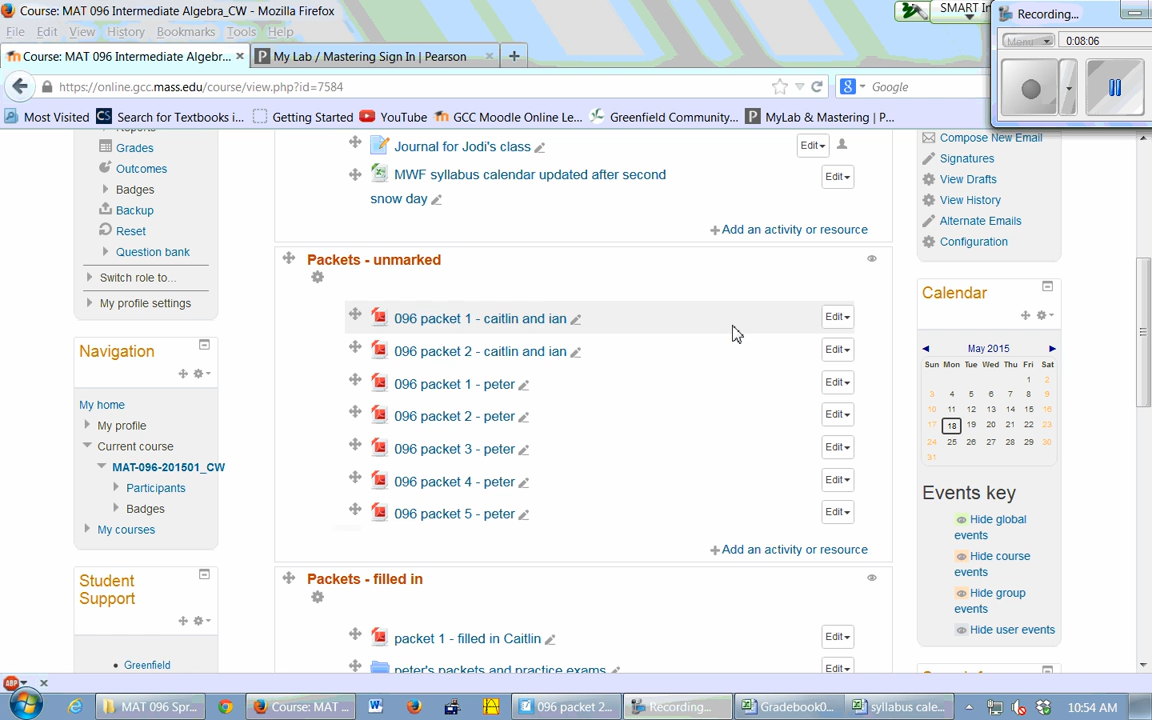 Course: MAT 096 Intermediate Algebra_CW - Mozilla Firefox
SMART In
Recording...
File Edit View History Bookmarks Tools Help
Menu
0:08:06
Course: MAT 096 Intermediate Algebr...
My Lab / Mastering Sign In | Pearson
https://online.gcc.mass.edu/course/view.php?id=7584
Google
Most Visited
Search for Textbooks i...
Getting Started
YouTube
GCC Moodle Online Le...
Greenfield Community...
MyLab & Mastering | P...
Reports
Grades
Outcomes
Badges
Backup
Reset
Question bank
Switch role to...
My profile settings
Navigation
My home
My profile
Current course
MAT-096-201501_CW
Participants
Badges
My courses
Student
Support
Greenfield
Journal for Jodi's class
Edit
MWF syllabus calendar updated after second
snow day
Edit
Add an activity or resource
Packets - unmarked
096 packet 1 - caitlin and ian
Edit
096 packet 2 - caitlin and ian
Edit
096 packet 1 - peter
Edit
096 packet 2 - peter
Edit
096 packet 3 - peter
Edit
096 packet 4 - peter
Edit
096 packet 5 - peter
Edit
Add an activity or resource
Packets - filled in
packet 1 - filled in Caitlin
Edit
peter's packets and practice exams
Edit
Compose New Email
Signatures
View Drafts
View History
Alternate Emails
Configuration
Calendar
May 2015
Sun Mon Tue Wed Thu Fri Sat
1 2
3 4 5 6 7 8 9
10 11 12 13 14 15 16
17 18 19 20 21 22 23
24 25 26 27 28 29 30
31
Events key
Hide global
events
Hide course
events
Hide group
events
Hide user events
ABP
MAT 096 Spr...
Course: MAT ...
096 packet 2...
Recording...
Gradebook0...
syllabus cale...
10:54 AM